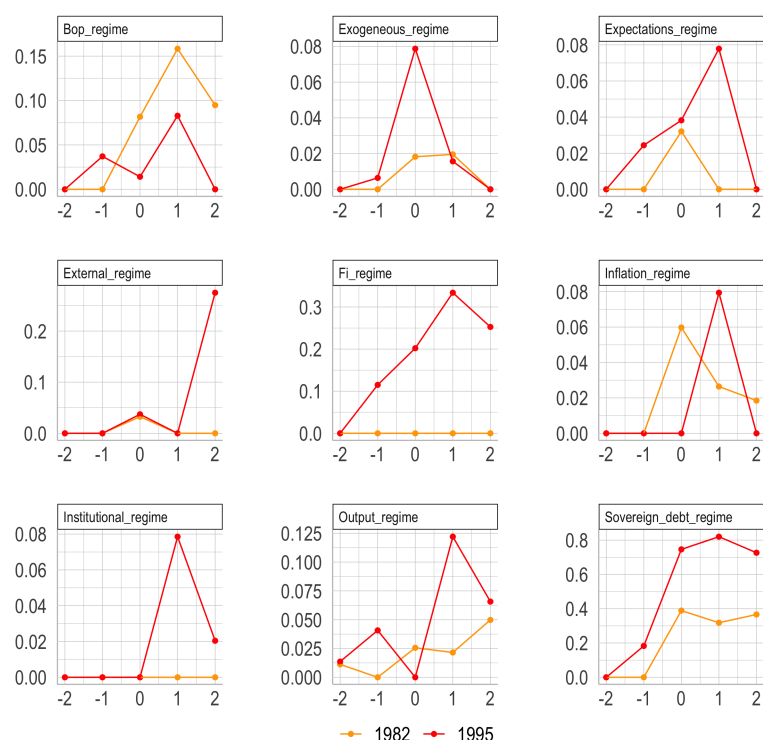 Bop_regime
0.15
0.10
0.05
0.00
-2 -1 0 1 2
Exogeneous_regime
0.08
0.06
0.04
0.02
0.00
-2 -1 0 1 2
Expectations_regime
0.08
0.06
0.04
0.02
0.00
-2 -1 0 1 2
External_regime
0.2
0.1
0.0
-2 -1 0 1 2
Fi_regime
0.3
0.2
0.1
0.0
-2 -1 0 1 2
Inflation_regime
0.08
0.06
0.04
0.02
0.00
-2 -1 0 1 2
Institutional_regime
0.08
0.06
0.04
0.02
0.00
-2 -1 0 1 2
Output_regime
0.125
0.100
0.075
0.050
0.025
0.000
-2 -1 0 1 2
Sovereign_debt_regime
0.8
0.6
0.4
0.2
0.0
-2 -1 0 1 2
1982 1995